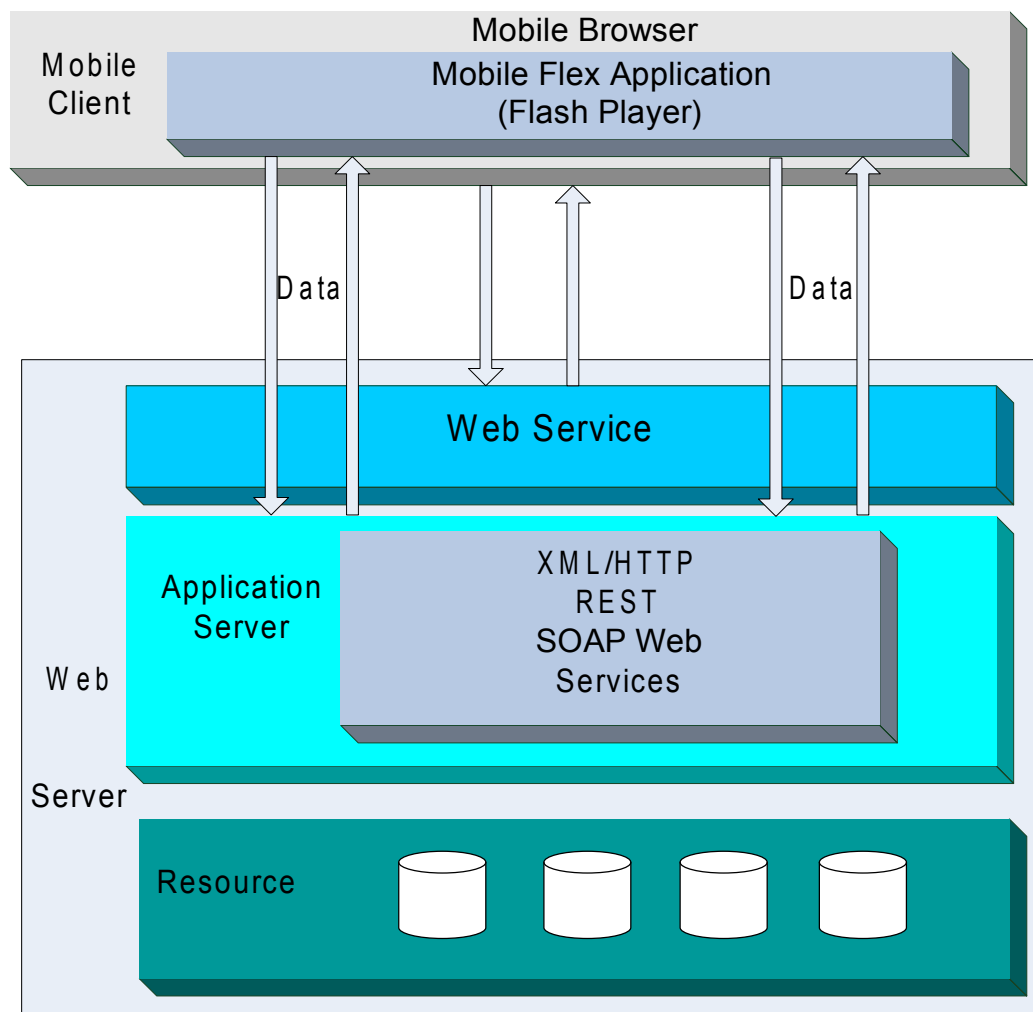 Mobile Browser
Mobile
Client
Mobile Flex Application
(Flash Player)
Data
Data
Web Service
Application
Server
XML/HTTP
REST
SOAP Web
Services
Web
Server
Resource